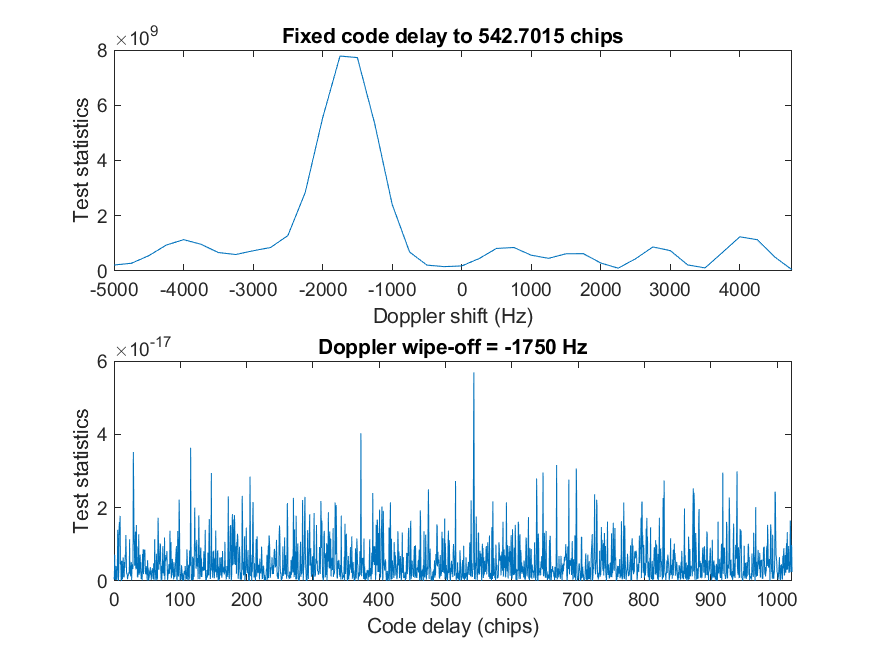 Fixed code delay to 542.7015 chips
×10^9
8
6
4
2
0
Test statistics
-5000 -4000 -3000 -2000 -1000 0 1000 2000 3000 4000
Doppler shift (Hz)
Doppler wipe-off = -1750 Hz
×10^-17
6
4
2
0
Test statistics
0 100 200 300 400 500 600 700 800 900 1000
Code delay (chips)